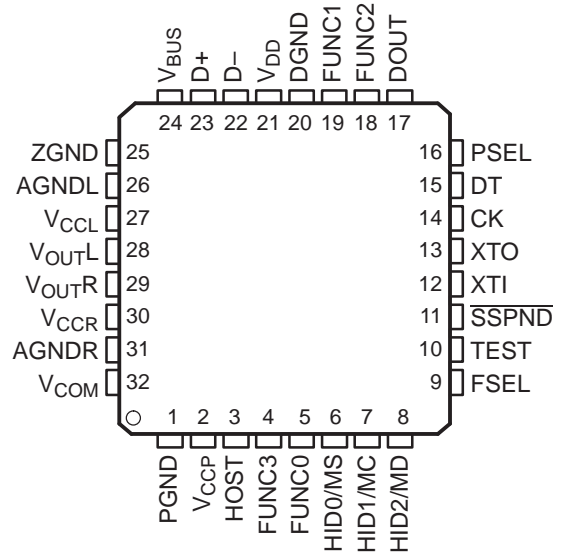 VBUS D+ D– VDD DGND FUNC1 FUNC2 DOUT
24 23 22 21 20 19 18 17
ZGND 25 16 PSEL
AGNDL 26 15 DT
VCCL 27 14 CK
VOUTL 28 13 XTO
VOUTR 29 12 XTI
VCCR 30 11 SSPND
AGNDR 31 10 TEST
VCOM 32 9 FSEL
1 2 3 4 5 6 7 8
PGND VCCP HOST FUNC3 FUNC0 HID0/MS HID1/MC HID2/MD